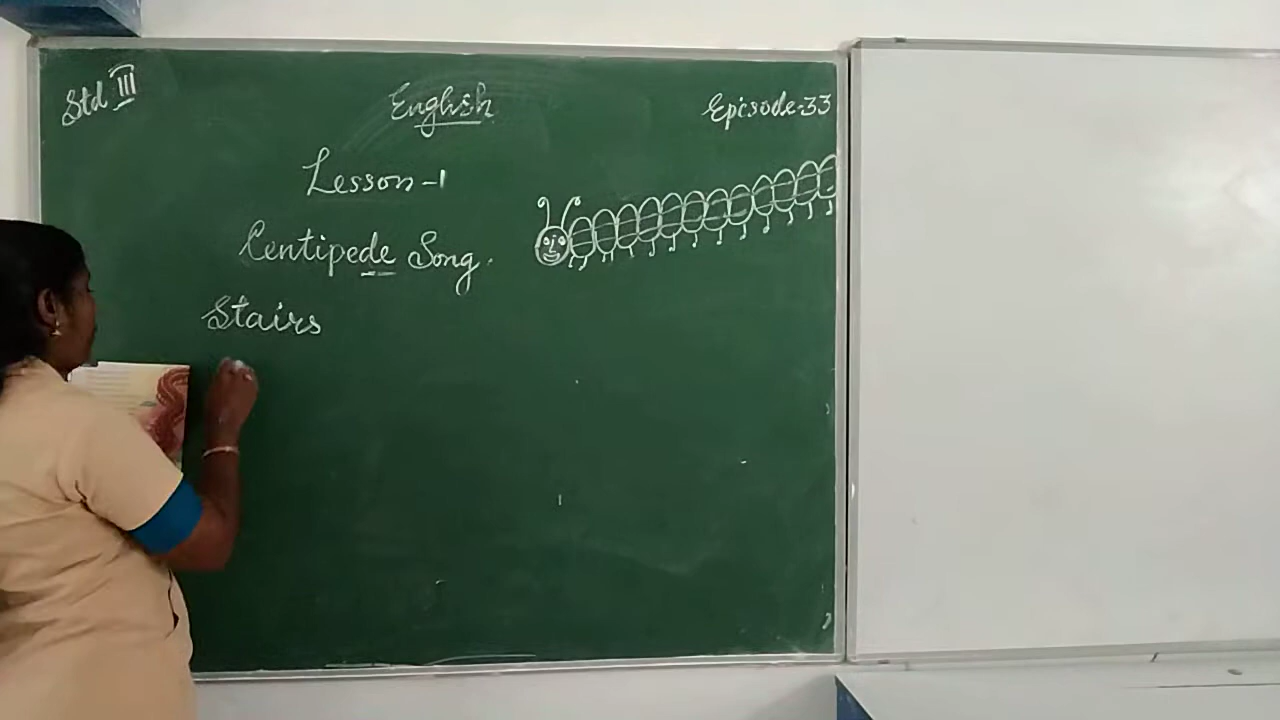 Std III
English
Episode-33
Lesson-1
Centipede Song.
Stairs